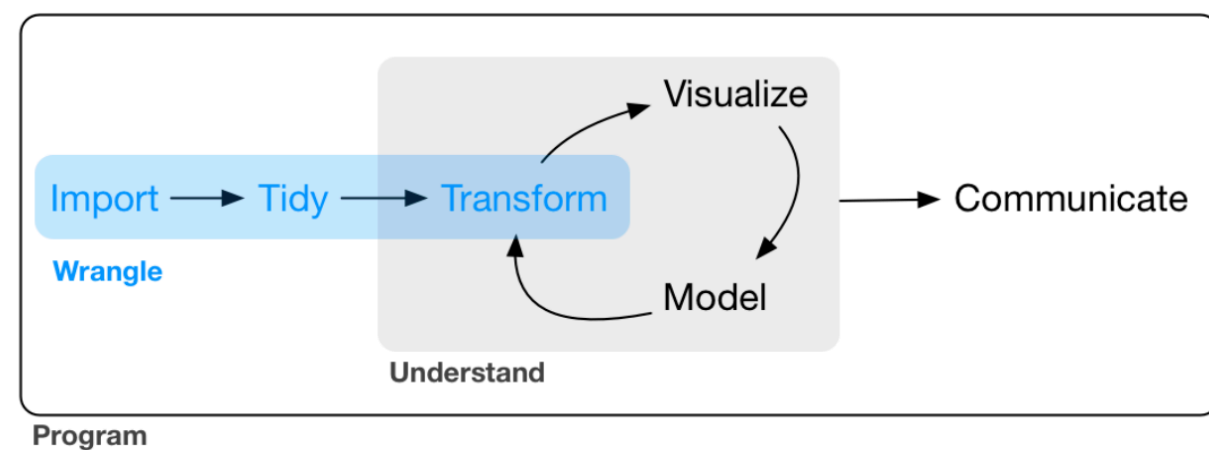 Visualize
Import Tidy Transform Communicate
Wrangle
Model
Understand
Program